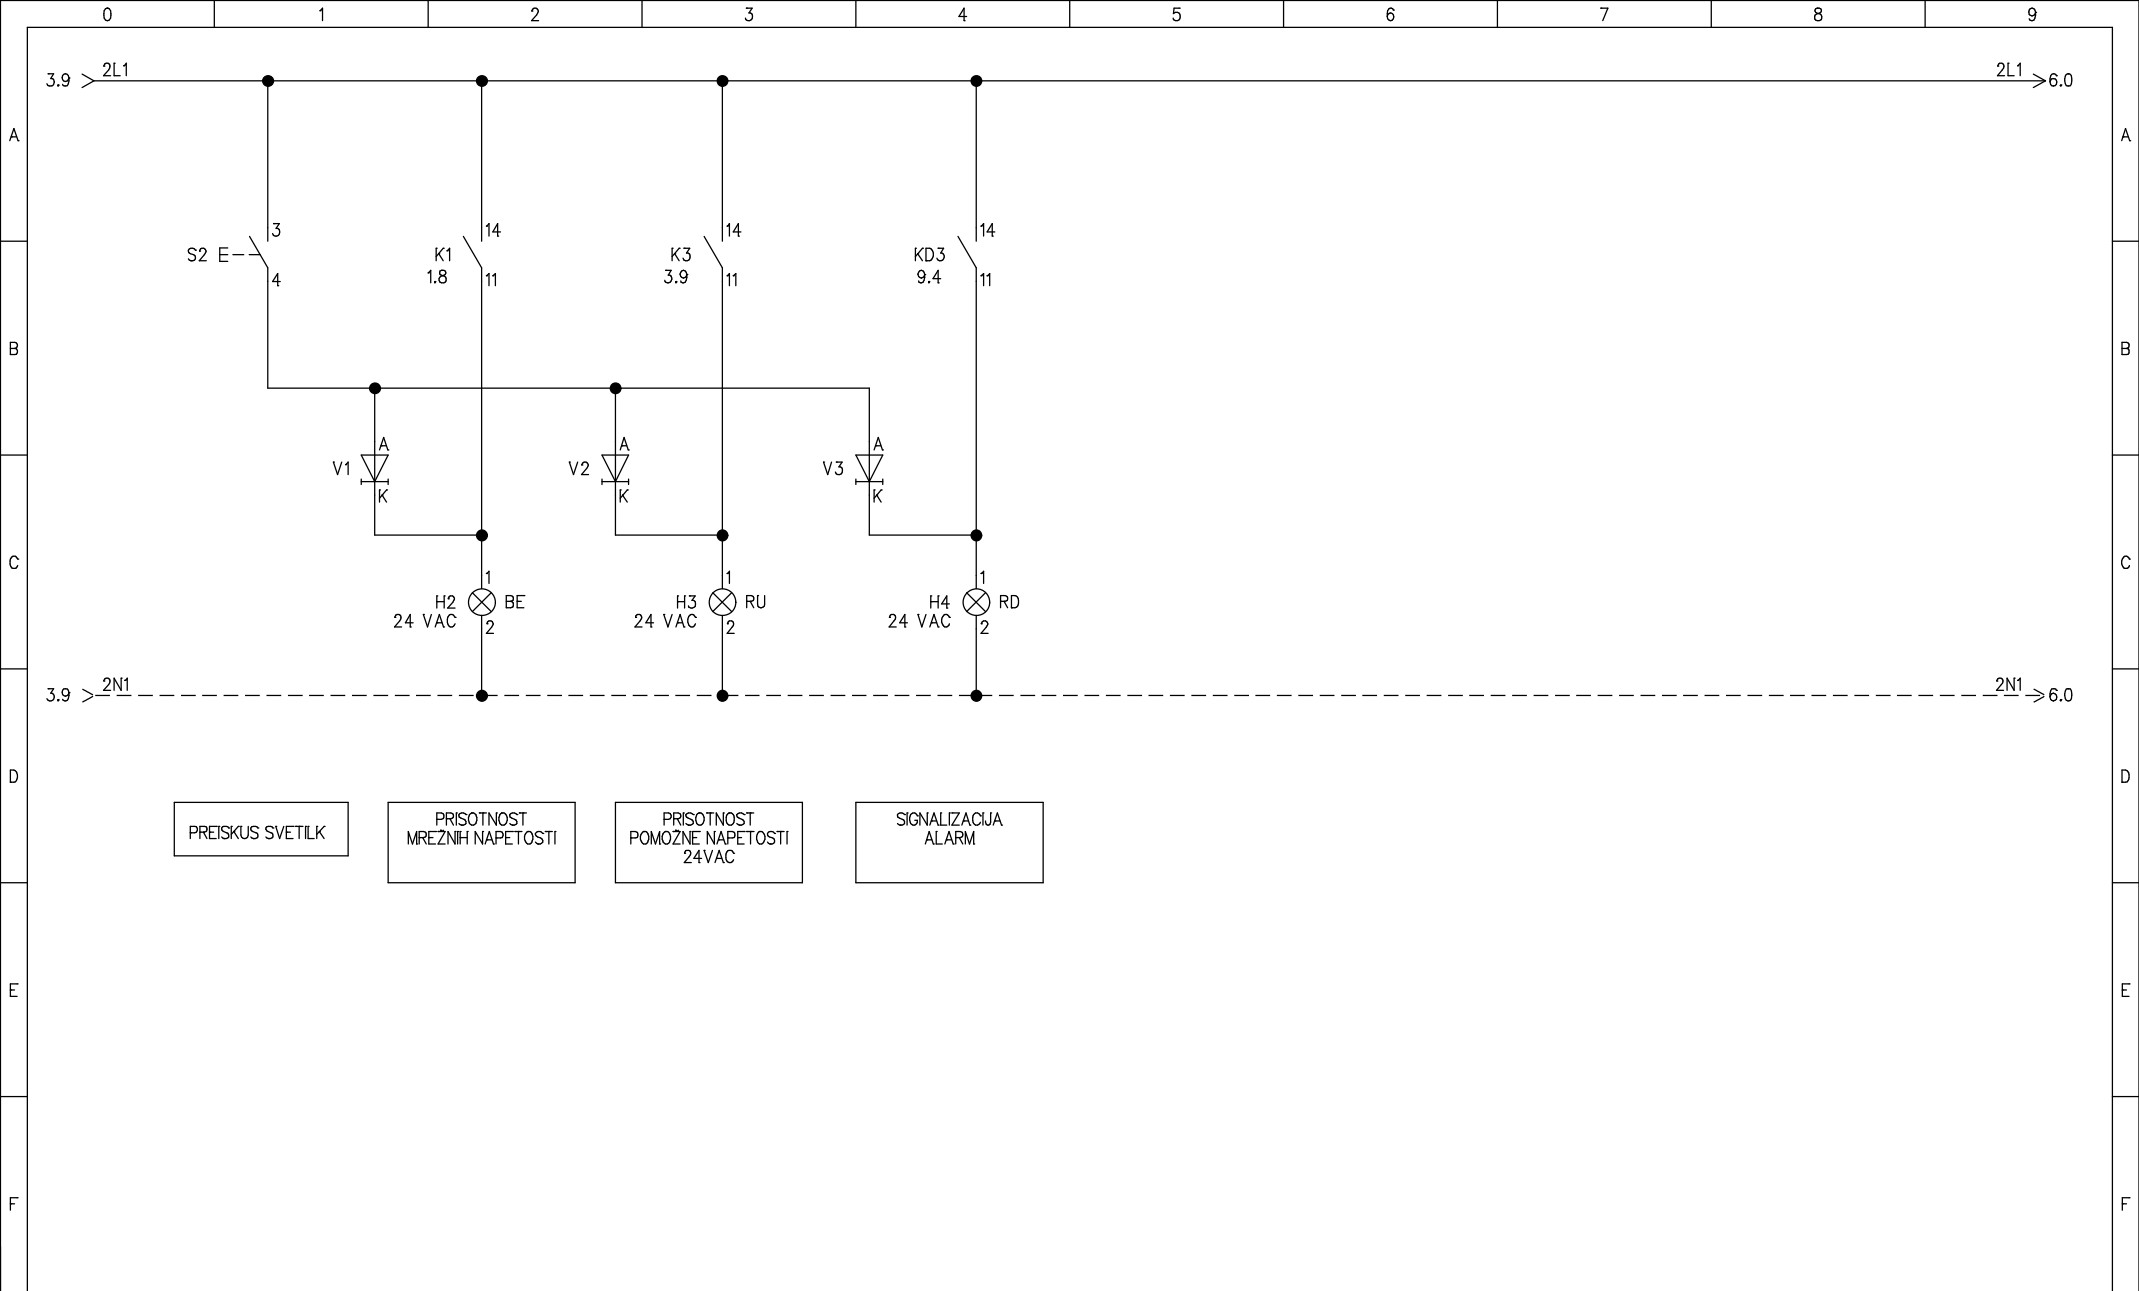 0 1 2 3 4 5 6 7 8 9
3.9 2L1 2L1 6.0
A A
3 14 14 14
S2 K1 K3 KD3
1.8 3.9 9.4
4 11 11 11
B B
A A A
V1 V2 V3
K K K
C C
1 1 1
H2 BE H3 RU H4 RD
24 VAC 24 VAC 24 VAC
2 2 2
3.9 2N1 2N1 6.0
D D
PREISKUS SVETILK
PRISOTNOST
MREŽNIH NAPETOSTI
PRISOTNOST
POMOŽNE NAPETOSTI
24VAC
SIGNALIZACIJA
ALARM
E E
F F